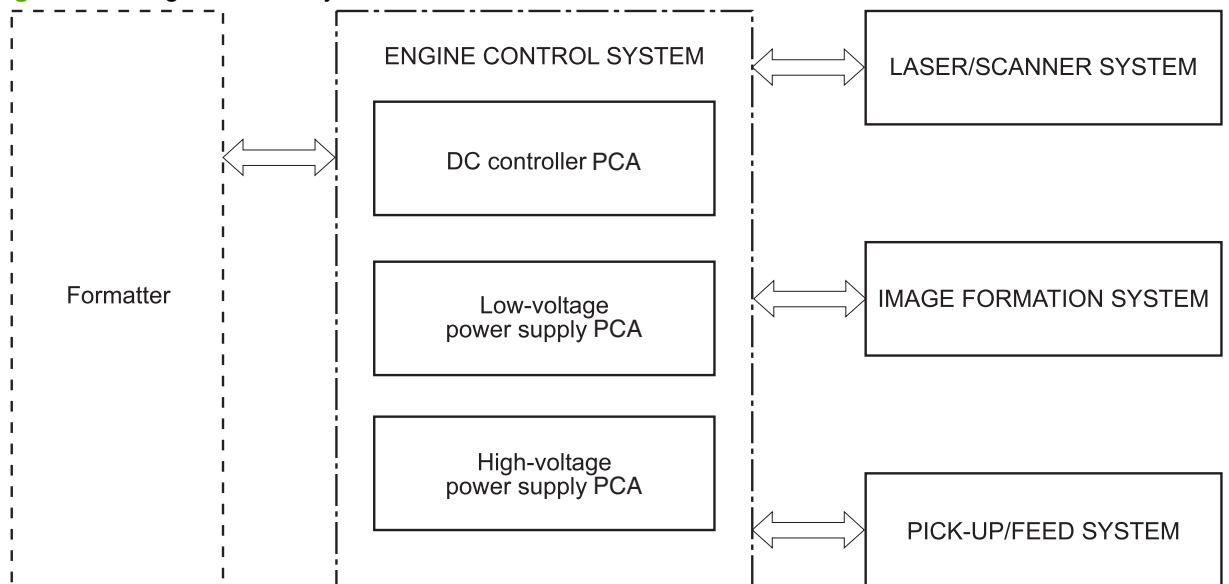 Formatter
ENGINE CONTROL SYSTEM
DC controller PCA
Low-voltage
power supply PCA
High-voltage
power supply PCA
LASER/SCANNER SYSTEM
IMAGE FORMATION SYSTEM
PICK-UP/FEED SYSTEM